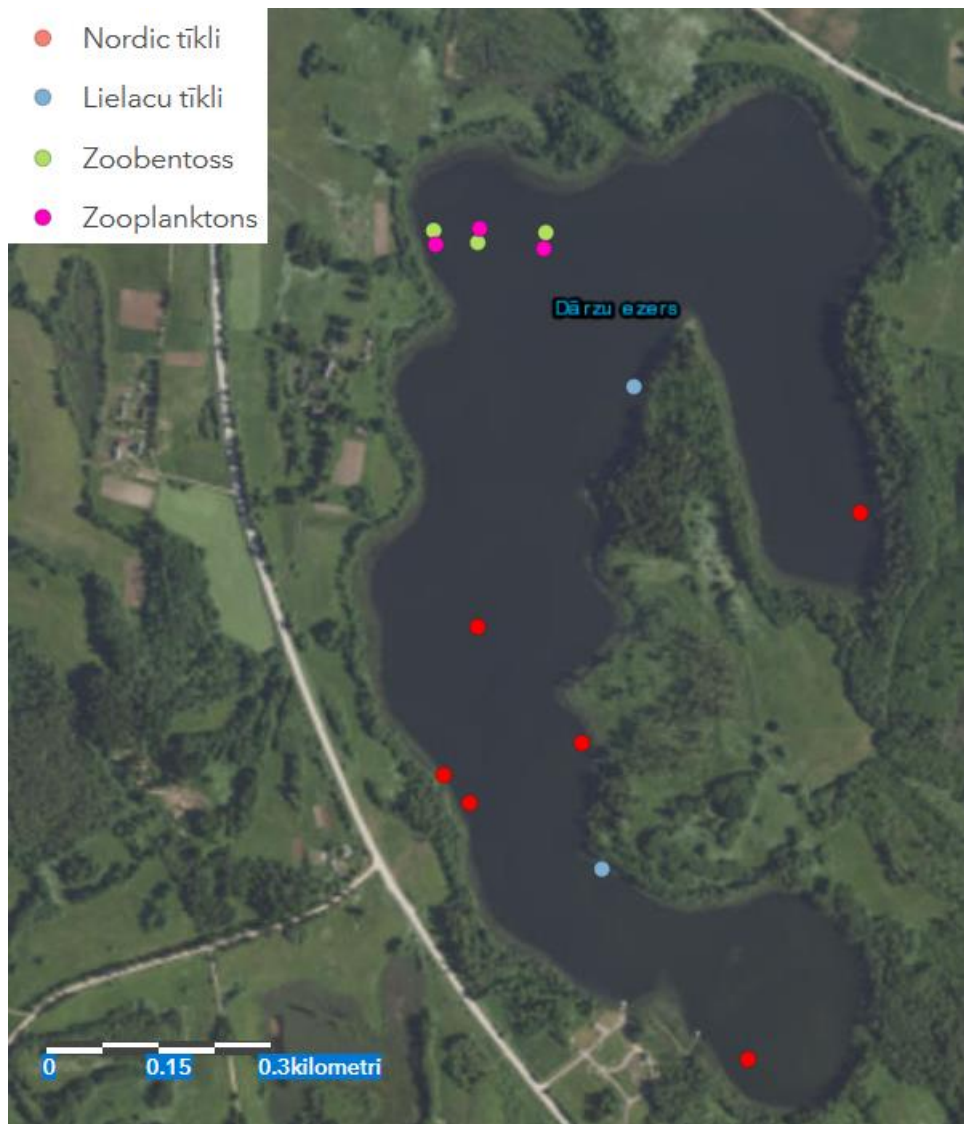 Nordic tīkli
Lielacu tīkli
Zoobentoss
Zooplanktons
Dārzu ezers
0 0.15 0.3kilometri